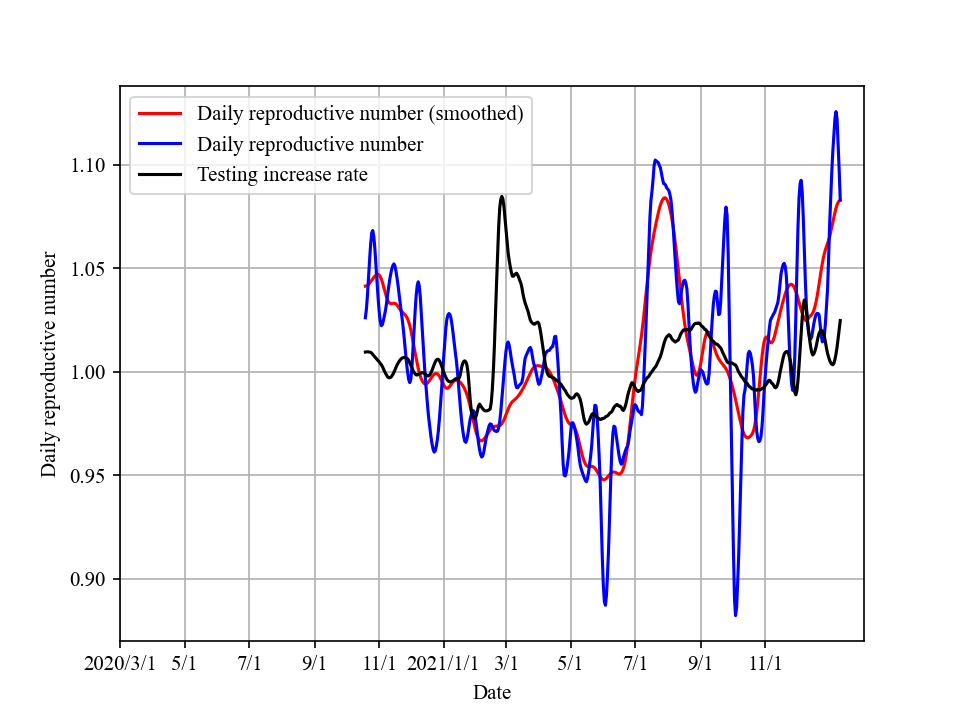 Daily reproductive number (smoothed)
Daily reproductive number
Testing increase rate
Daily reproductive number
1.10
1.05
1.00
0.95
0.90
2020/3/1 5/1 7/1 9/1 11/1 2021/1/1 3/1 5/1 7/1 9/1 11/1
Date